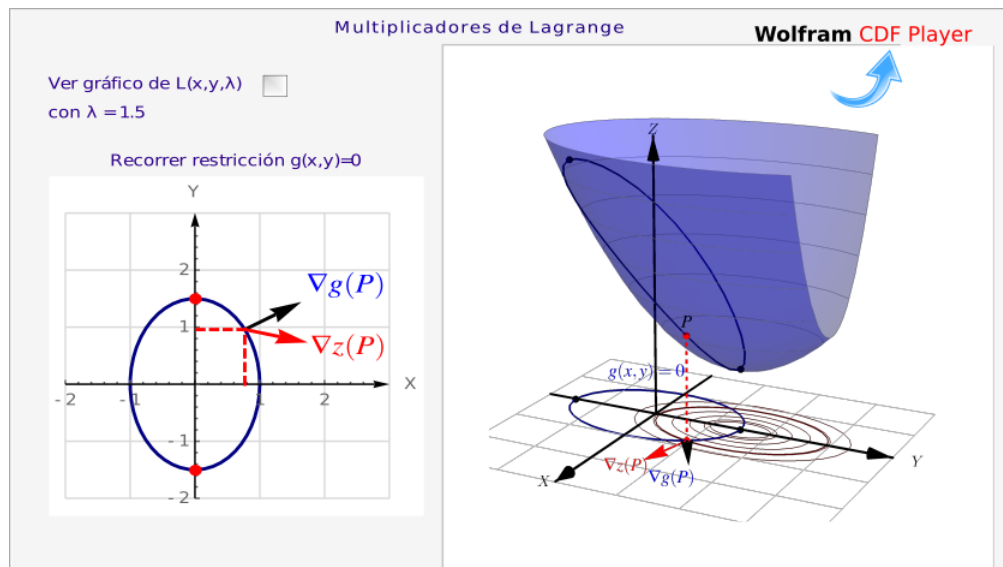 Multiplicadores de Lagrange
Wolfram CDF Player
Ver gráfico de L(x,y,λ)
con λ = 1.5
Recorrer restricción g(x,y)=0
Y
2
∇g(P)
1
∇z(P)
X
-2
-1
1
2
-1
-2
Z
P
g(x, y) = 0
∇z(P)
∇g(P)
X
Y